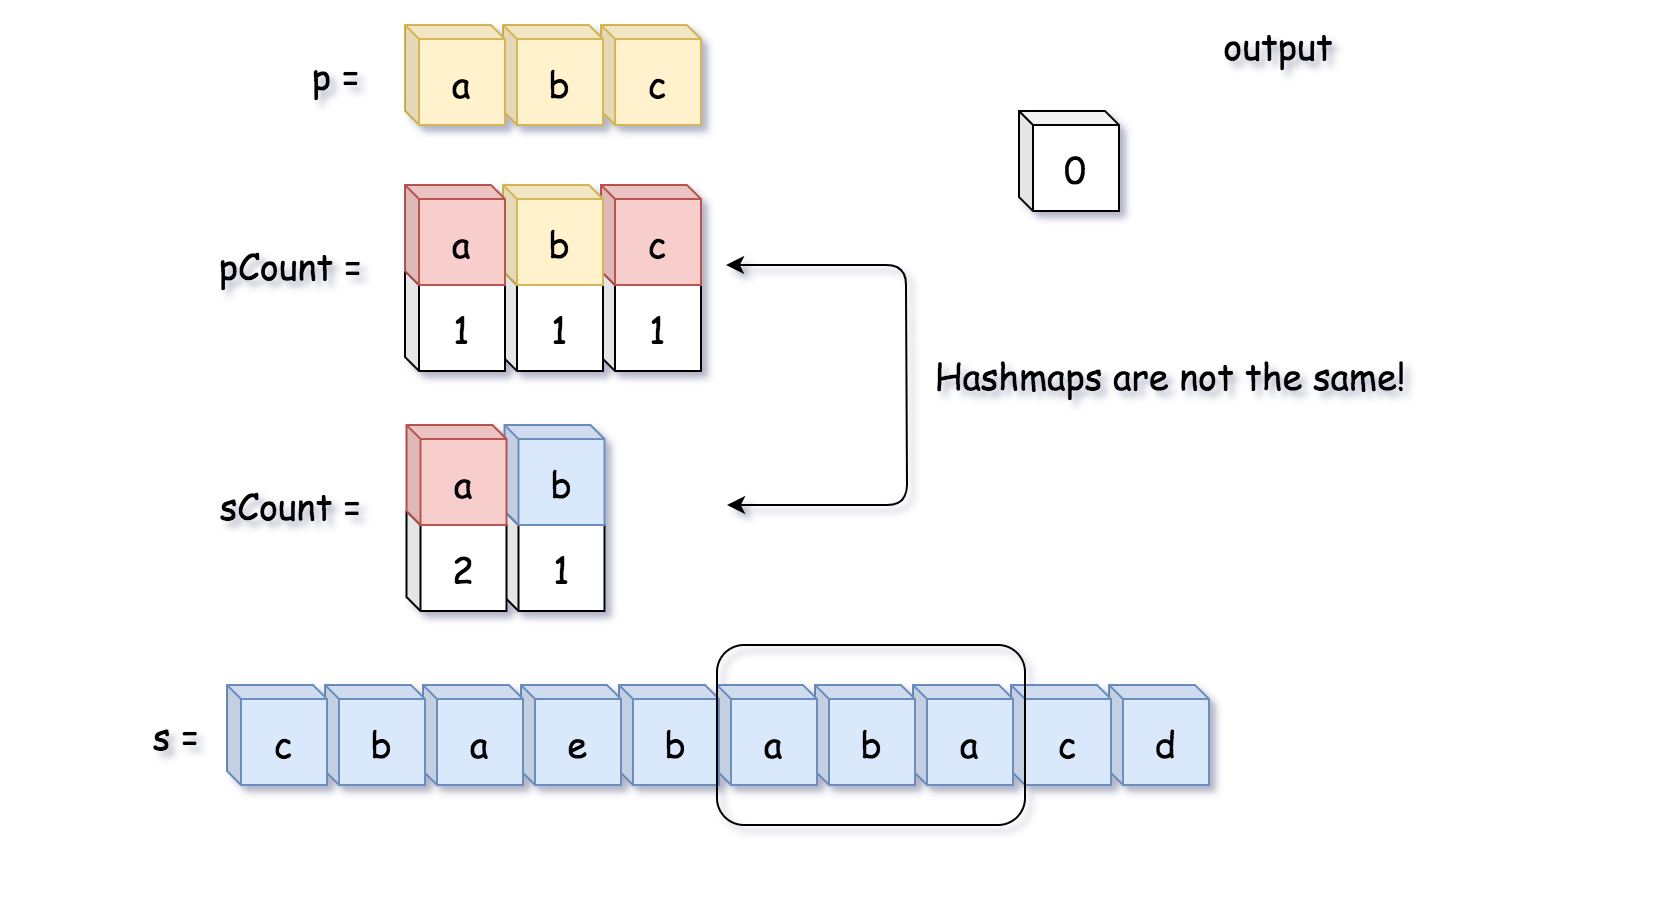 output
p = a b c
0
pCount = a b c
1 1 1
Hashmaps are not the same!
sCount = a b
2 1
s = c b a e b a b a c d